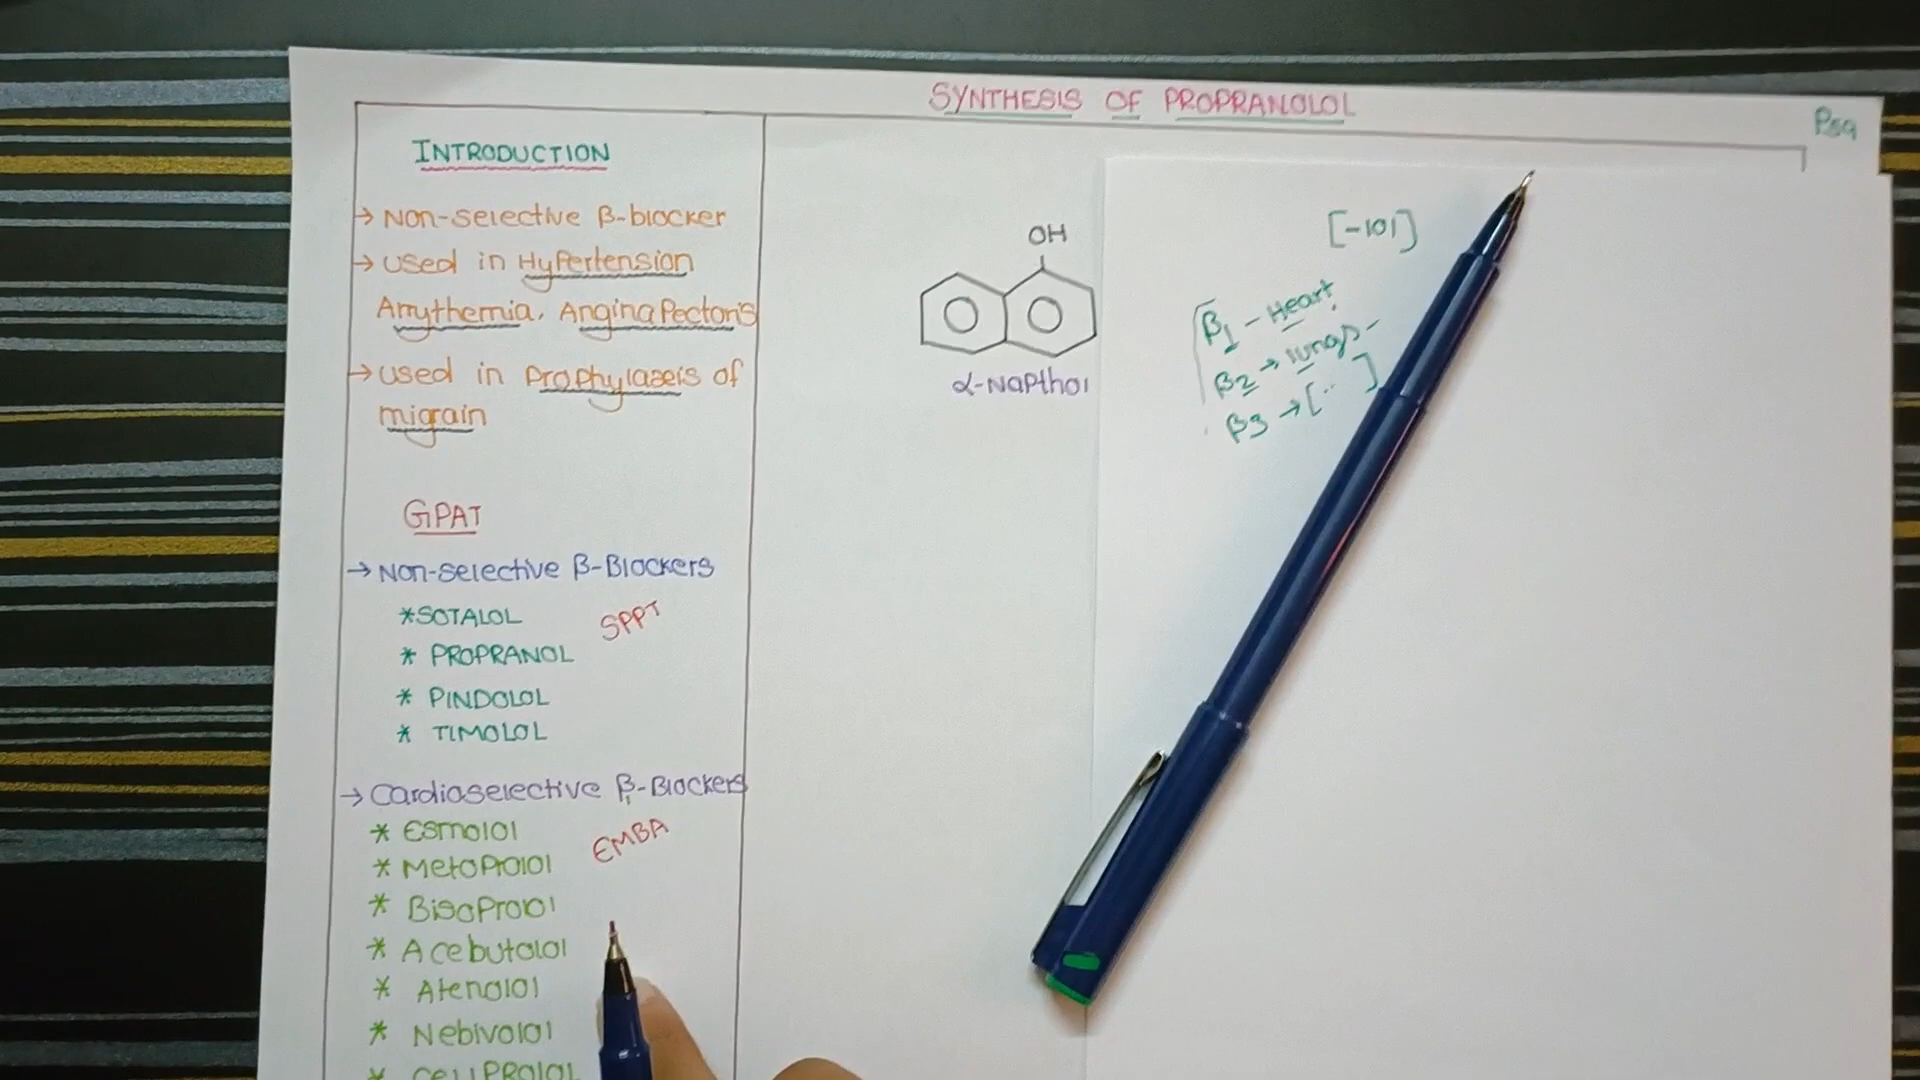 SYNTHESIS OF PROPRANOLOL
INTRODUCTION
→ Non-selective β-blocker
→ used in Hypertension
Arrythemia, Angina Pectoris
→ used in Prophylaxeis of
migrain
GPAT
→ Non-selective β-Blockers
*SOTALOL
* PROPRANOL
* PINDOLOL
* TIMOLOL
SPPT
→ Cardioselective β1-Blockers
* Esmolol
* Metoprolol
* Bisoprolol
* Acebutolol
* Atenolol
* Nebivolol
EMBA
OH
α-Napthol
[-lol]
β1 - Heart
β2 → lungs -
β3 → [.. ]